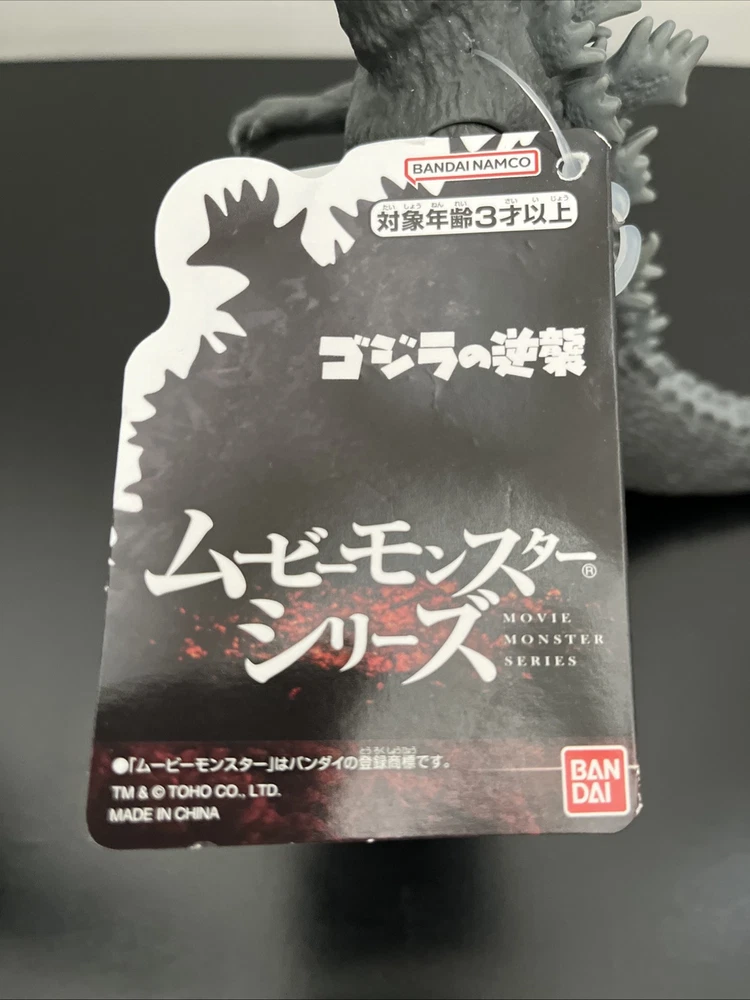 BANDAI NAMCO
対象年齢3才以上
ゴジラの逆襲
ムービーモンスター®
シリーズ
MOVIE
MONSTER
SERIES
●「ムービーモンスター」はバンダイの登録商標です。
TM & © TOHO CO., LTD.
MADE IN CHINA
BAN
DAI